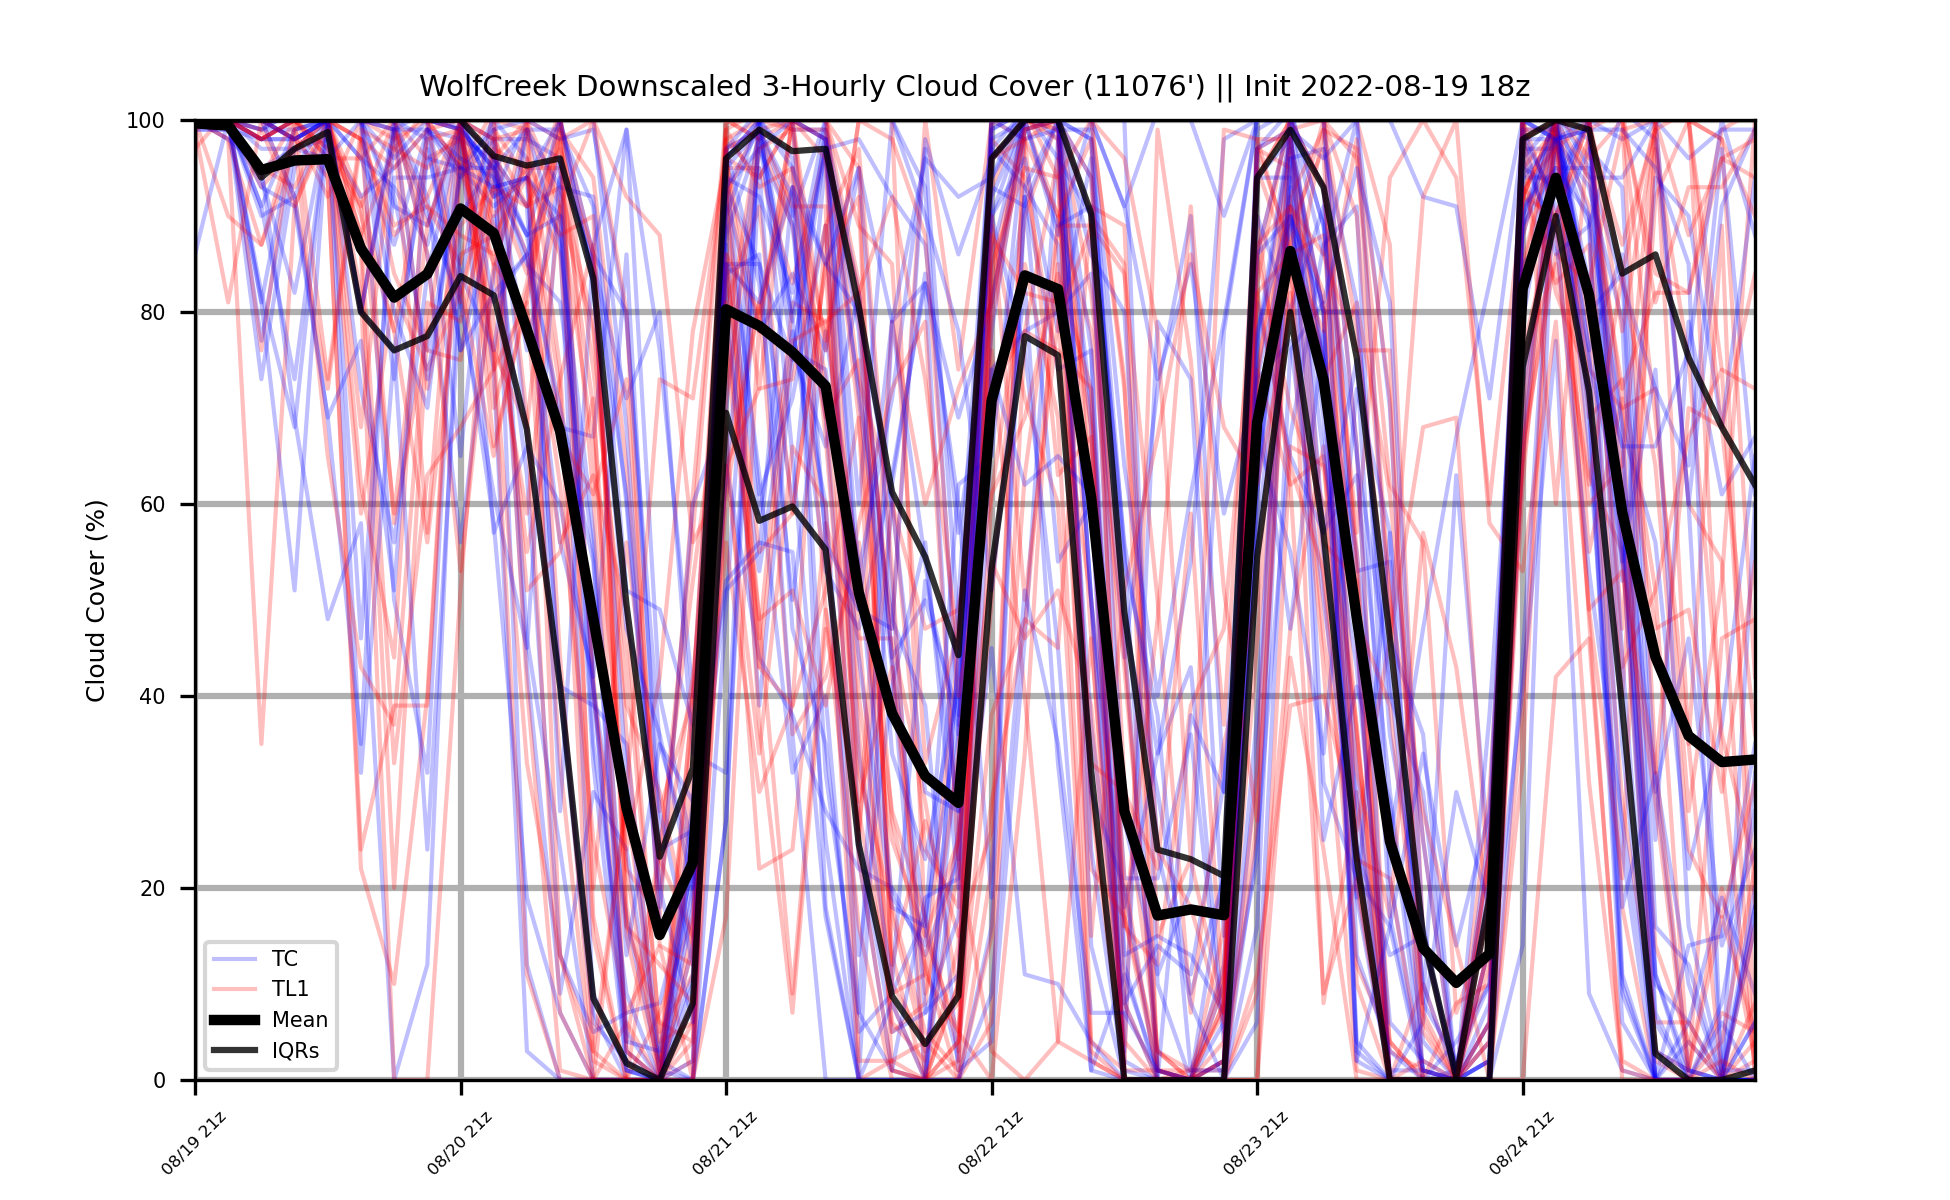 WolfCreek Downscaled 3-Hourly Cloud Cover (11076') || Init 2022-08-19 18z
Cloud Cover (%)
100
80
60
40
20
0
TC
TL1
Mean
IQRs
08/19 21z
08/20 21z
08/21 21z
08/22 21z
08/23 21z
08/24 21z